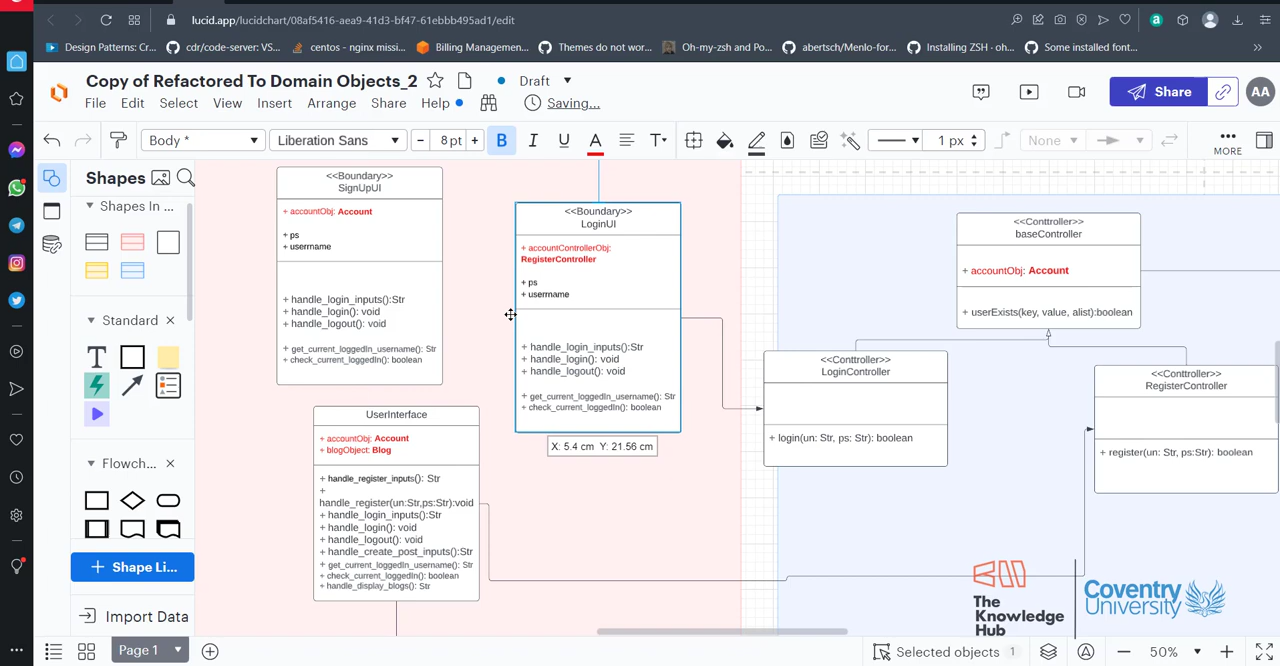 lucid.app/lucidchart/08af5416-aea9-41d3-bf47-61ebbb495ad1/edit
Design Patterns: Cr...
cdr/code-server: VS...
centos - nginx missi...
Billing Managemen...
Themes do not wor...
Oh-my-zsh and Po...
abertsch/Menlo-for...
Installing ZSH · oh...
Some installed font...
Copy of Refactored To Domain Objects_2
Draft
File Edit Select View Insert Arrange Share Help
Saving...
Share
AA
Body *
Liberation Sans
− 8 pt +
B I U A T
1 px
None
MORE
Shapes
Shapes In ...
Standard
T
Flowch...
+ Shape Li...
Import Data
<<Boundary>>
SignUpUI
+ accountObj: Account
+ ps
+ userrname
+ handle_login_inputs():Str
+ handle_login(): void
+ handle_logout(): void
+ get_current_loggedIn_username(): Str
+ check_current_loggedIn(): boolean
<<Boundary>>
LoginUI
+ accountControllerObj:
RegisterController
+ ps
+ username
+ handle_login_inputs():Str
+ handle_login(): void
+ handle_logout(): void
+ get_current_loggedIn_username(): Str
+ check_current_loggedIn(): boolean
X: 5.4 cm Y: 21.56 cm
UserInterface
+ accountObj: Account
+ blogObject: Blog
+ handle_register_inputs(): Str
+
handle_register(un:Str,ps:Str):void
+ handle_login_inputs():Str
+ handle_login(): void
+ handle_logout(): void
+ handle_create_post_inputs():Str
+ get_current_loggedIn_username(): Str
+ check_current_loggedIn(): boolean
+ handle_display_blogs(): Str
<<Conttroller>>
baseController
+ accountObj: Account
+ userExists(key, value, alist):boolean
<<Conttroller>>
LoginController
+ login(un: Str, ps: Str): boolean
<<Conttroller>>
RegisterController
+ register(un: Str, ps:Str): boolean
The
Knowledge
Hub
Coventry
University
Page 1
Selected objects 1
− 50% +